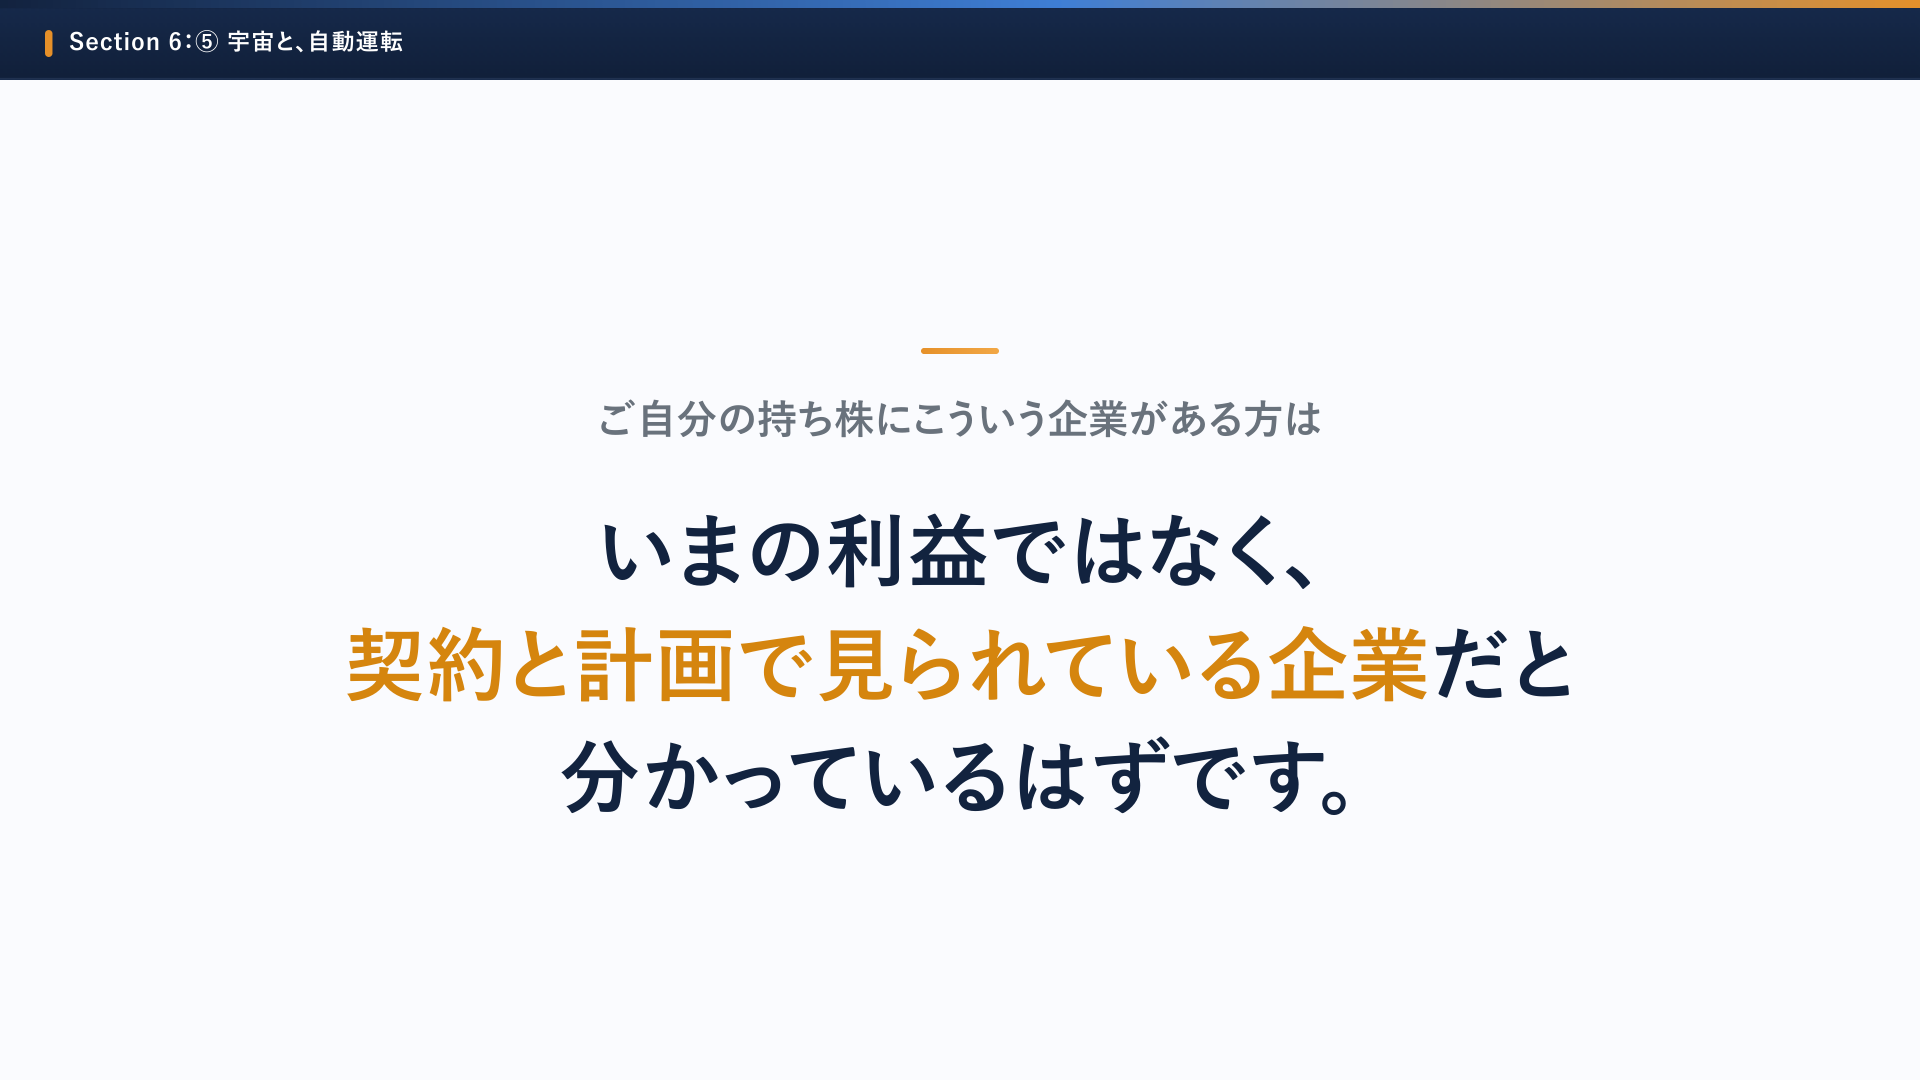 Section 6：⑤ 宇宙と、自動運転
ご自分の持ち株にこういう企業がある方は
いまの利益ではなく、
契約と計画で見られている企業だと
分かっているはずです。